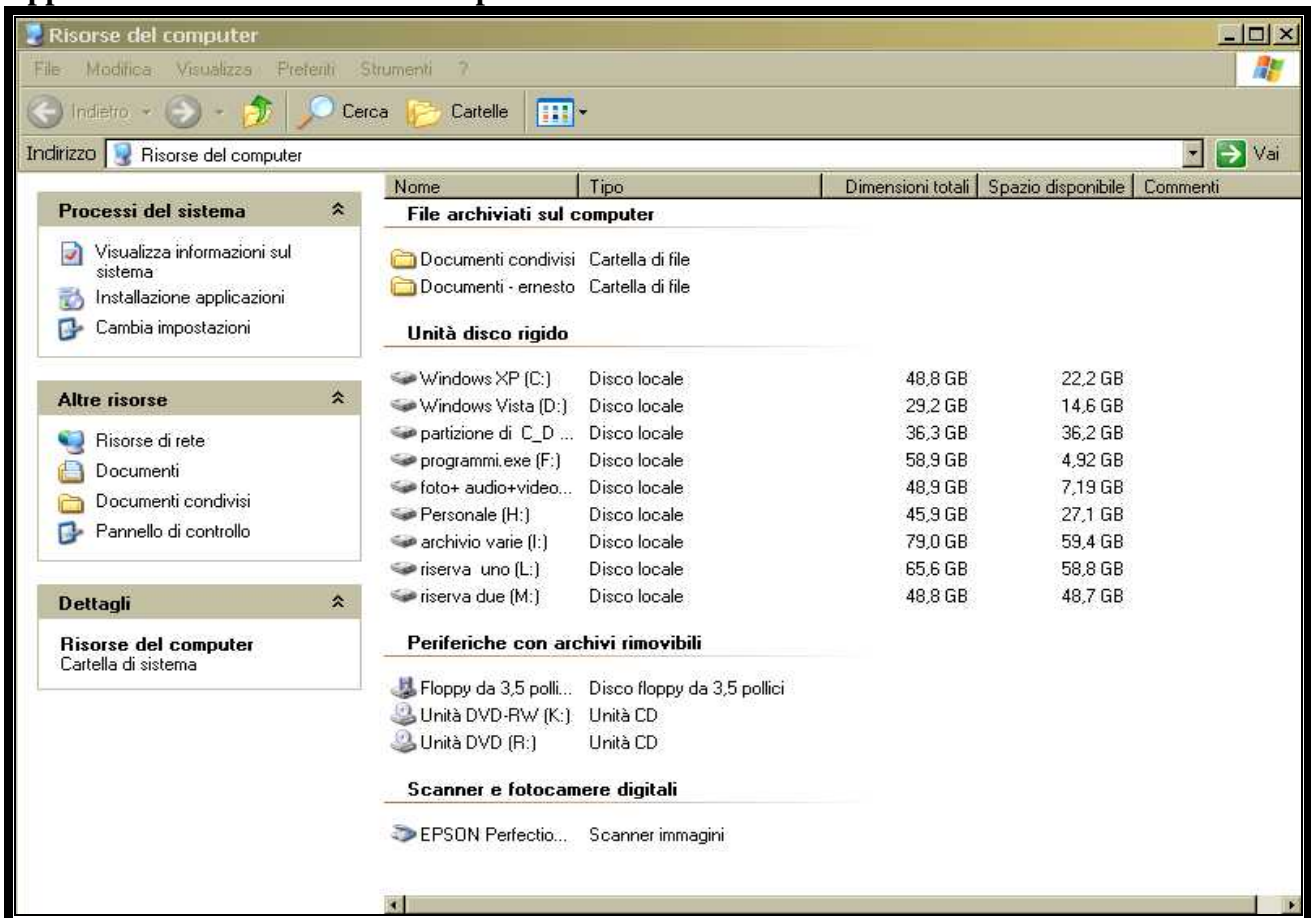 Risorse del computer
File Modifica Visualizza Preferiti Strumenti ?
Indietro Cerca Cartelle
Indirizzo Risorse del computer Vai
Processi del sistema
Visualizza informazioni sul
sistema
Installazione applicazioni
Cambia impostazioni
Altre risorse
Risorse di rete
Documenti
Documenti condivisi
Pannello di controllo
Dettagli
Risorse del computer
Cartella di sistema
Nome Tipo Dimensioni totali Spazio disponibile Commenti
File archiviati sul computer
Documenti condivisi Cartella di file
Documenti - ernesto Cartella di file
Unità disco rigido
Windows XP (C:) Disco locale 48,8 GB 22,2 GB
Windows Vista (D:) Disco locale 29,2 GB 14,6 GB
partizione di C_D ... Disco locale 36,3 GB 36,2 GB
programmi.exe (F:) Disco locale 58,9 GB 4,92 GB
foto+ audio+video... Disco locale 48,9 GB 7,19 GB
Personale (H:) Disco locale 45,9 GB 27,1 GB
archivio varie (I:) Disco locale 79,0 GB 59,4 GB
riserva uno (L:) Disco locale 65,6 GB 58,8 GB
riserva due (M:) Disco locale 48,8 GB 48,7 GB
Periferiche con archivi rimovibili
Floppy da 3,5 polli... Disco floppy da 3,5 pollici
Unità DVD-RW (K:) Unità CD
Unità DVD (R:) Unità CD
Scanner e fotocamere digitali
EPSON Perfectio... Scanner immagini